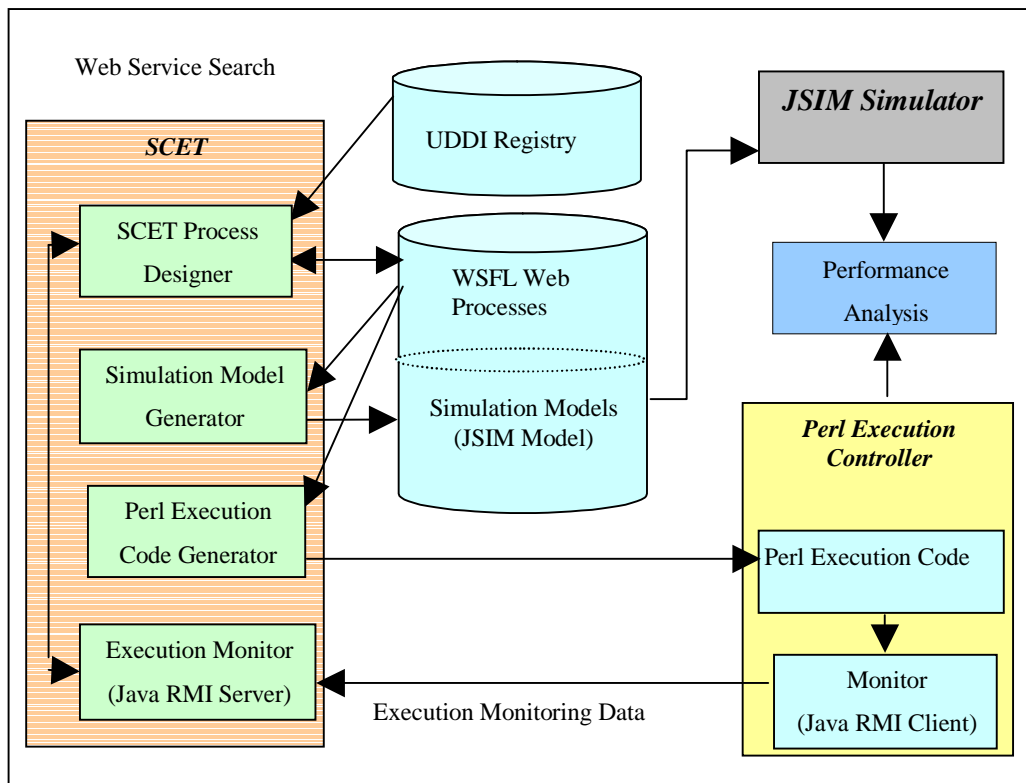 Web Service Search
SCET
SCET Process
Designer
Simulation Model
Generator
Perl Execution
Code Generator
Execution Monitor
(Java RMI Server)
UDDI Registry
WSFL Web
Processes
Simulation Models
(JSIM Model)
Execution Monitoring Data
JSIM Simulator
Performance
Analysis
Perl Execution
Controller
Perl Execution Code
Monitor
(Java RMI Client)